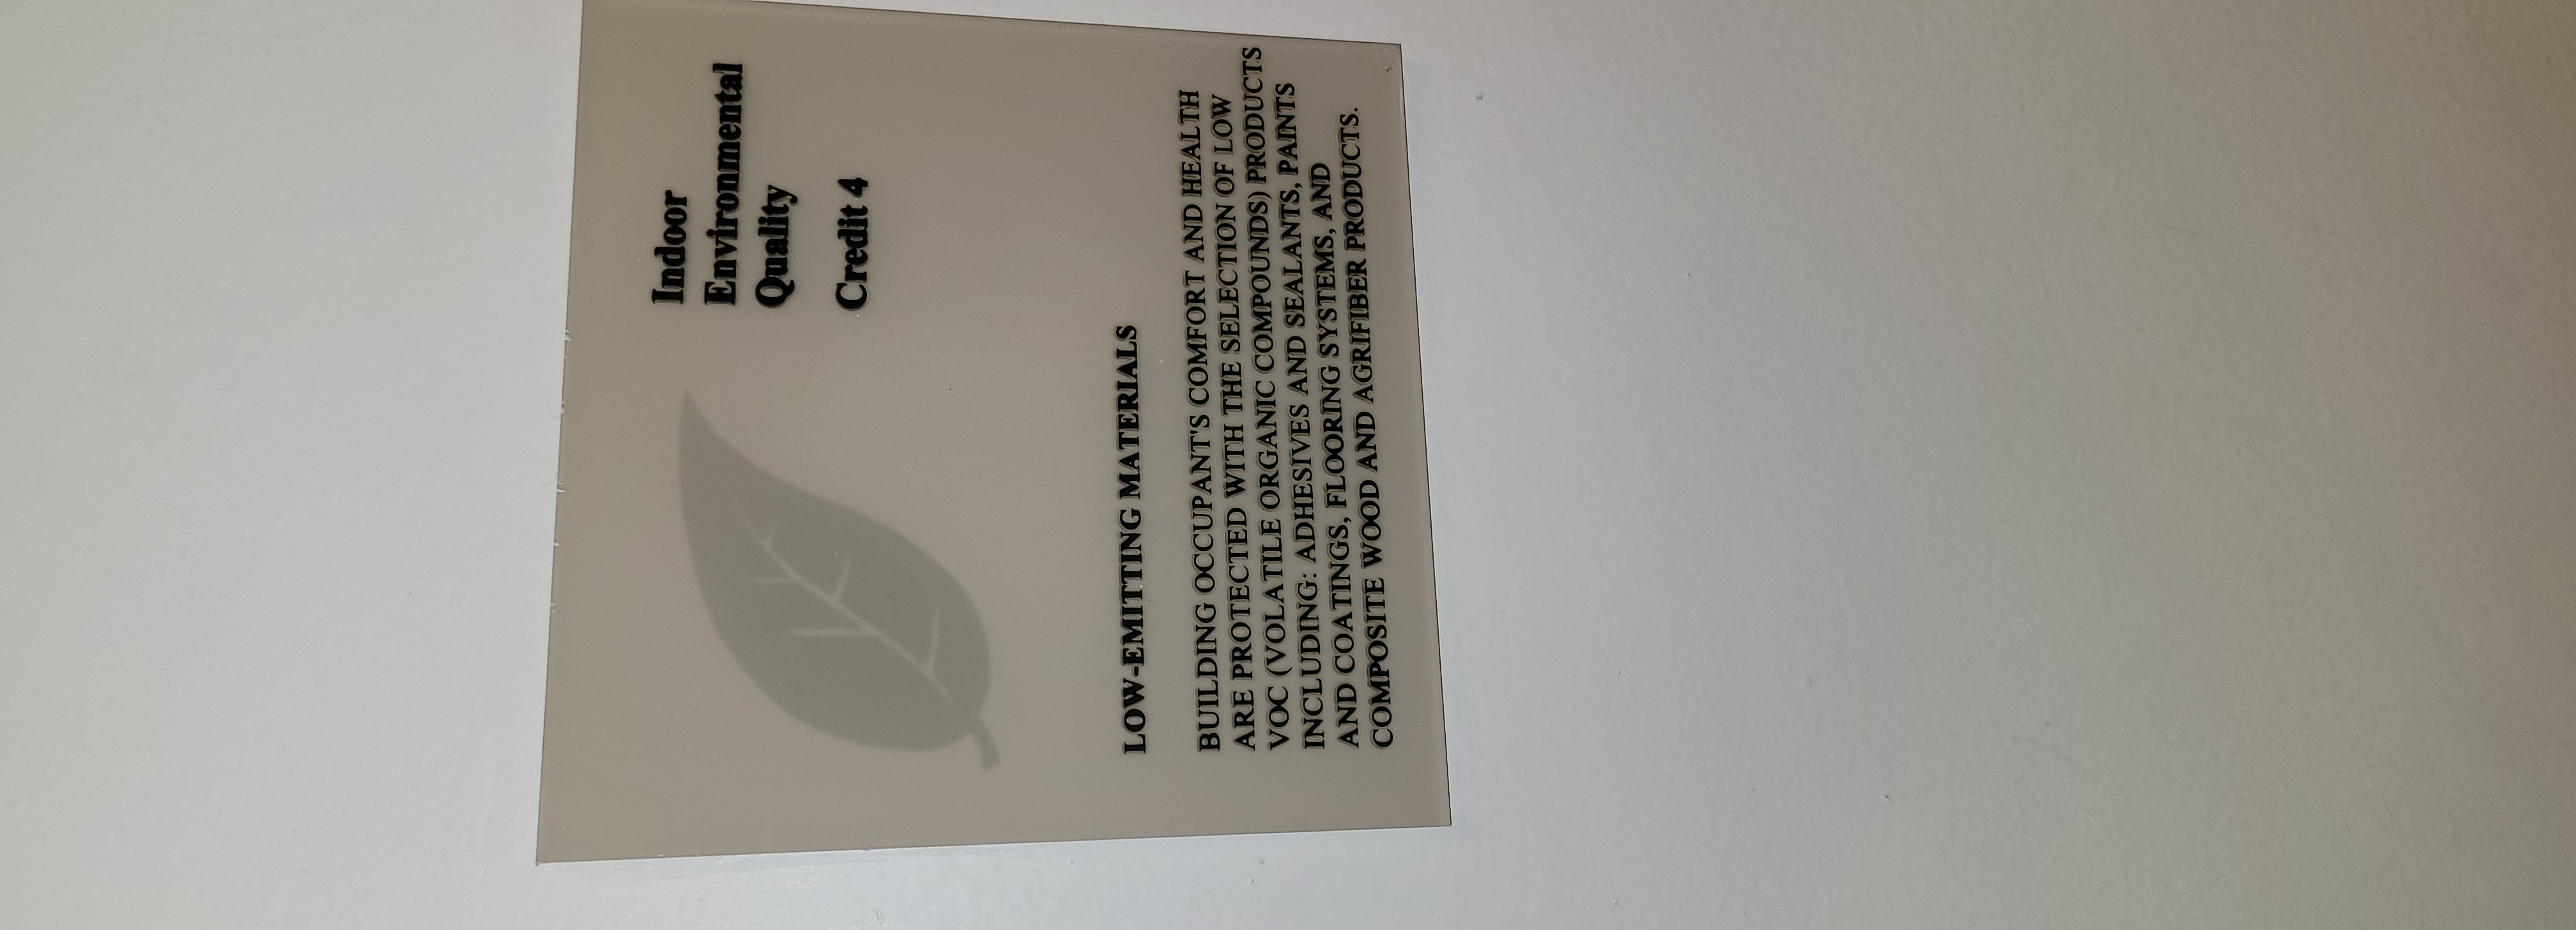 Indoor
Environmental
Quality
Credit 4
LOW-EMITTING MATERIALS
BUILDING OCCUPANT'S COMFORT AND HEALTH
ARE PROTECTED WITH THE SELECTION OF LOW
VOC (VOLATILE ORGANIC COMPOUNDS) PRODUCTS
INCLUDING: ADHESIVES AND SEALANTS, PAINTS
AND COATINGS, FLOORING SYSTEMS, AND
COMPOSITE WOOD AND AGRIFIBER PRODUCTS.